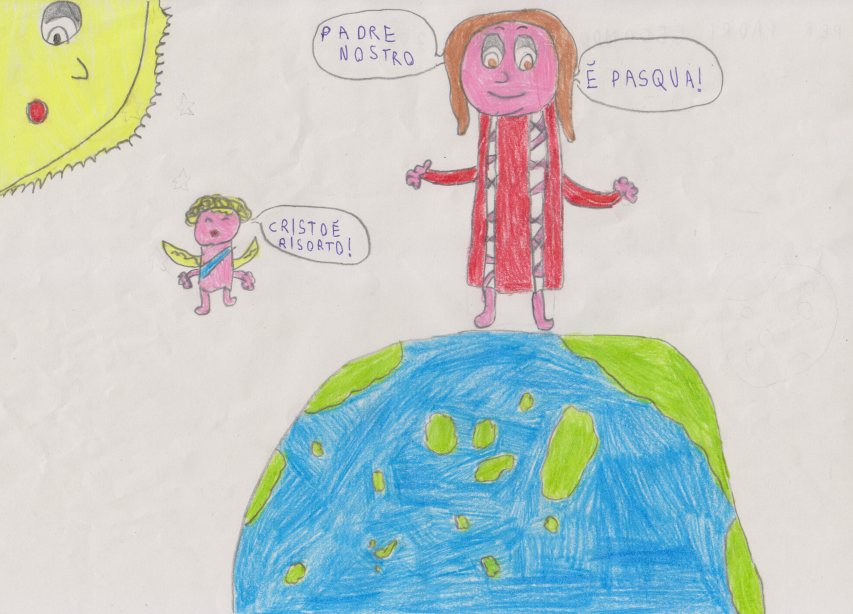 PADRE
NOSTRO
É PASQUA!
CRISTO É
RISORTO!